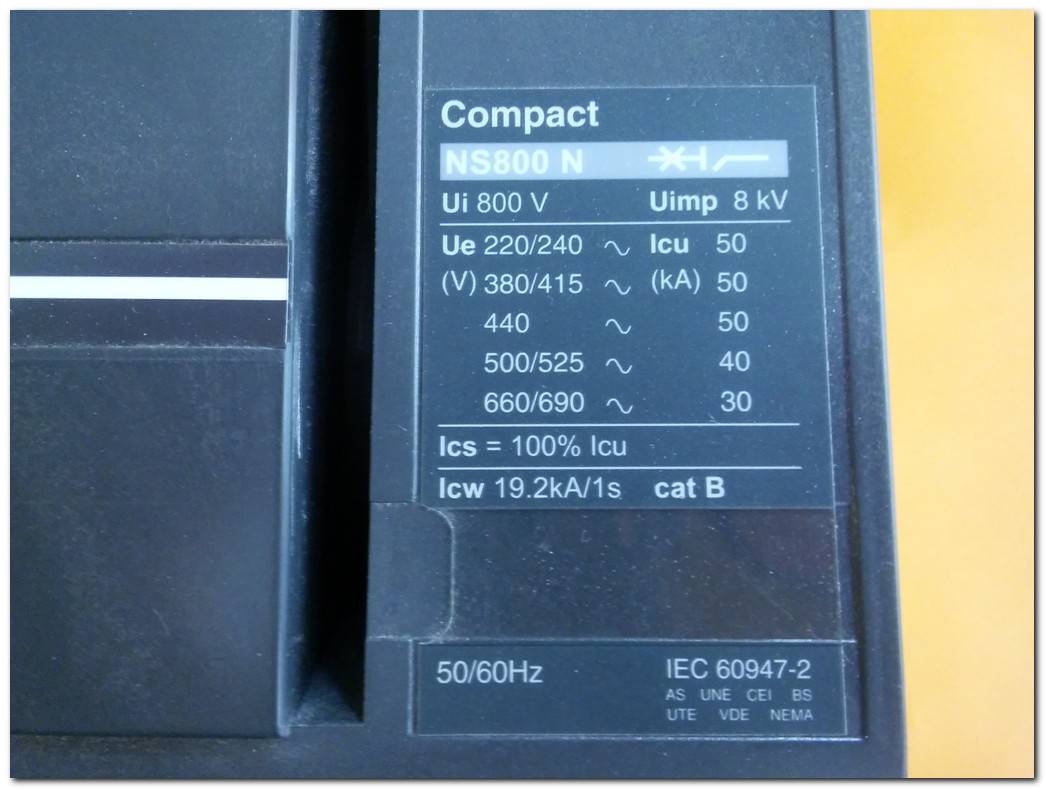 Compact
NS800 N
Ui 800 V Uimp 8 kV
Ue 220/240 ~ Icu 50
(V) 380/415 ~ (kA) 50
440 ~ 50
500/525 ~ 40
660/690 ~ 30
Ics = 100% Icu
Icw 19.2kA/1s cat B
50/60Hz IEC 60947-2
AS UNE CEI BS
UTE VDE NEMA